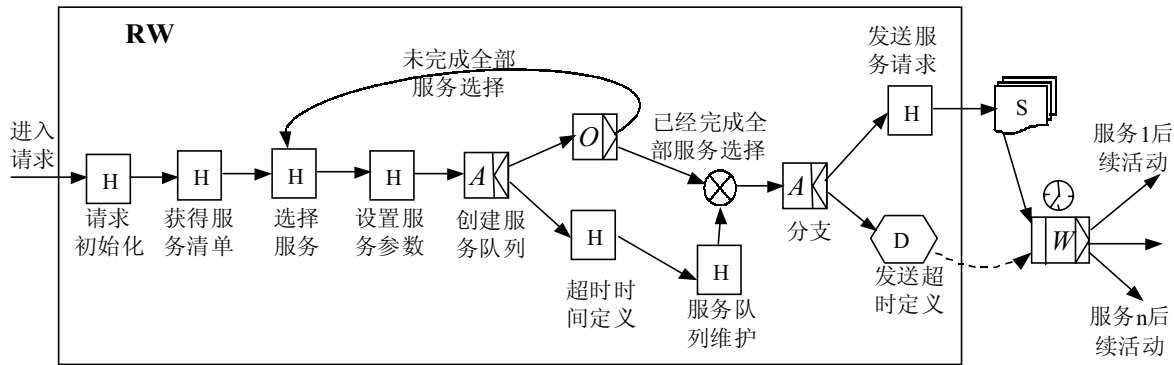 RW
发送服
务请求
未完成全部
服务选择
S
进入
请求
H
O
已经完成全
部服务选择
服务1后
续活动
H
H
H
H
A
A
请求
初始化
获得服
务清单
选择
服务
设置服
务参数
创建服
务队列
分支
H
H
D
W
超时时
间定义
服务队
列维护
发送超
时定义
服务n后
续活动